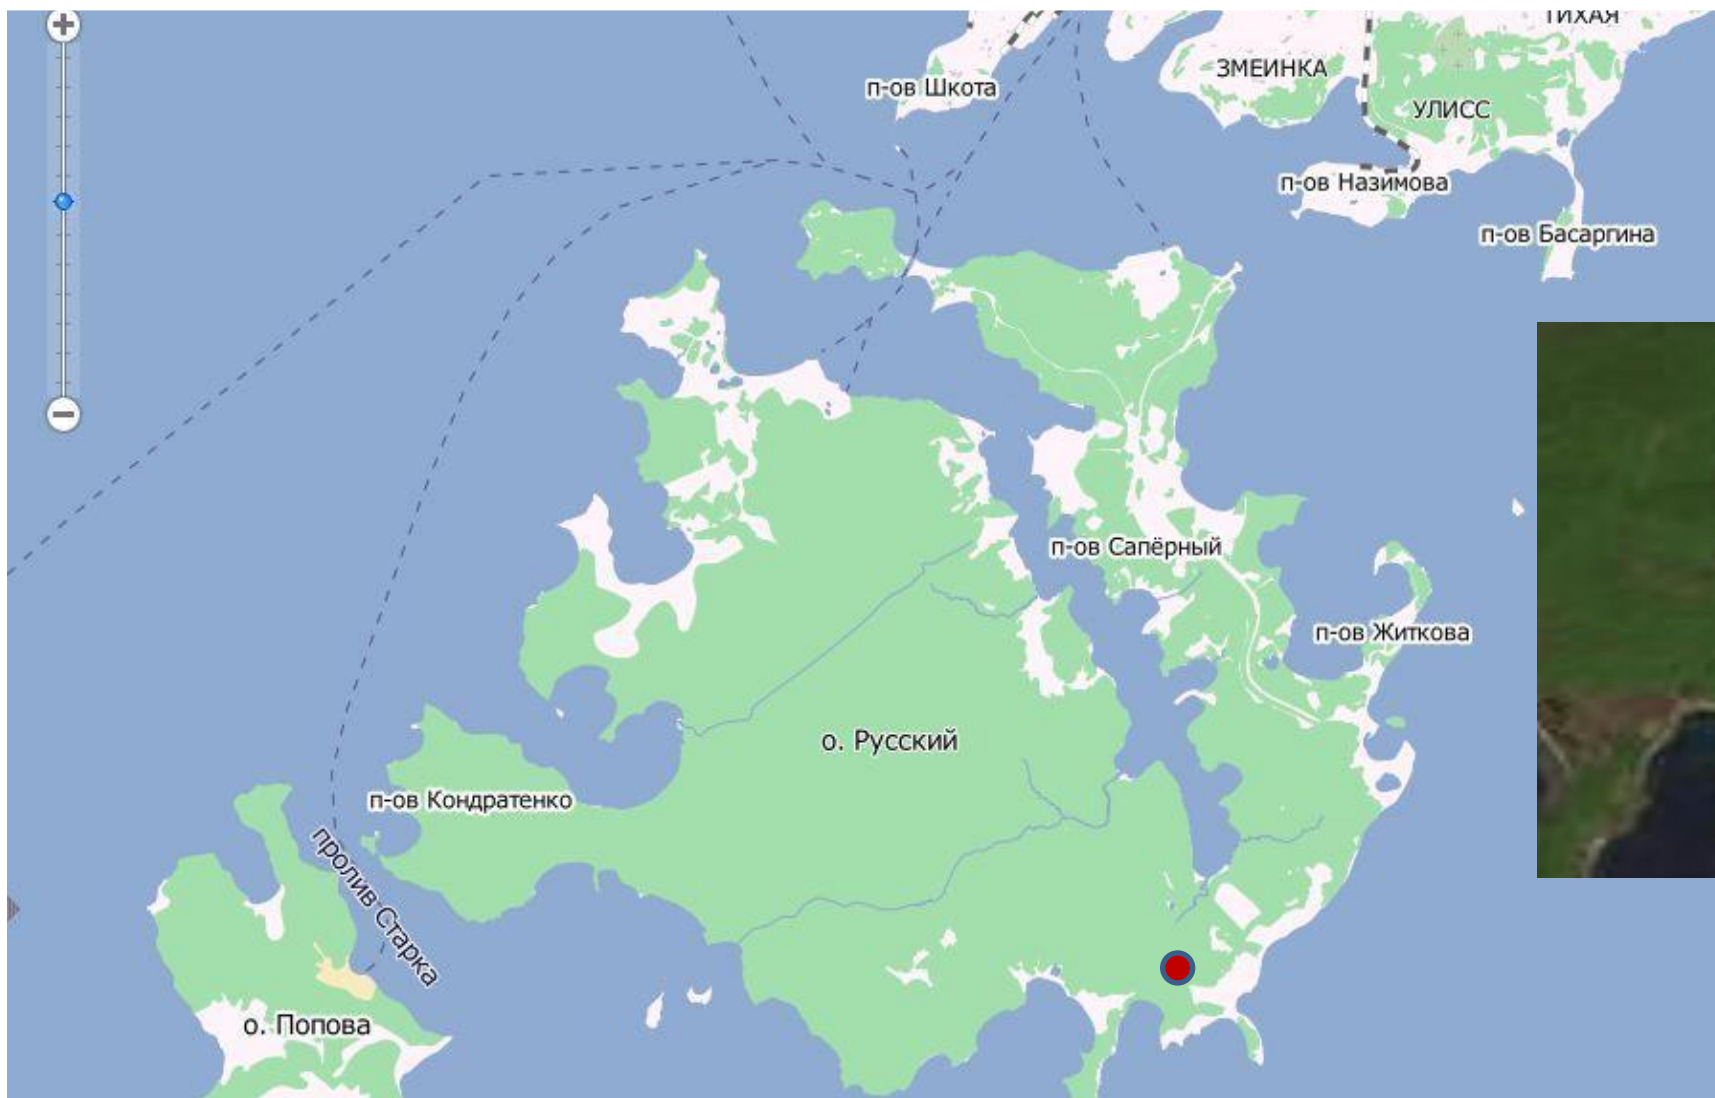 ТИХАЯ
ЗМЕИНКА
п-ов Шкота
УЛИСС
п-ов Назимова
п-ов Басаргина
п-ов Сапёрный
п-ов Житкова
о. Русский
п-ов Кондратенко
пролив Старка
о. Попова